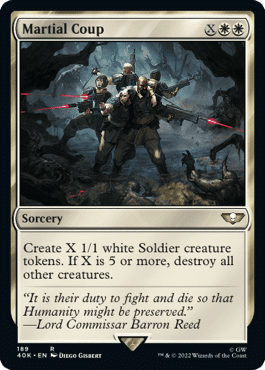 Martial Coup X
Sorcery
Create X 1/1 white Soldier creature
tokens. If X is 5 or more, destroy all
other creatures.
“It is their duty to fight and die so that
Humanity might be preserved.”
—Lord Commissar Barron Reed
189 R © GW
40K • EN DIEGO GISBERT ™ & © 2022 Wizards of the Coast